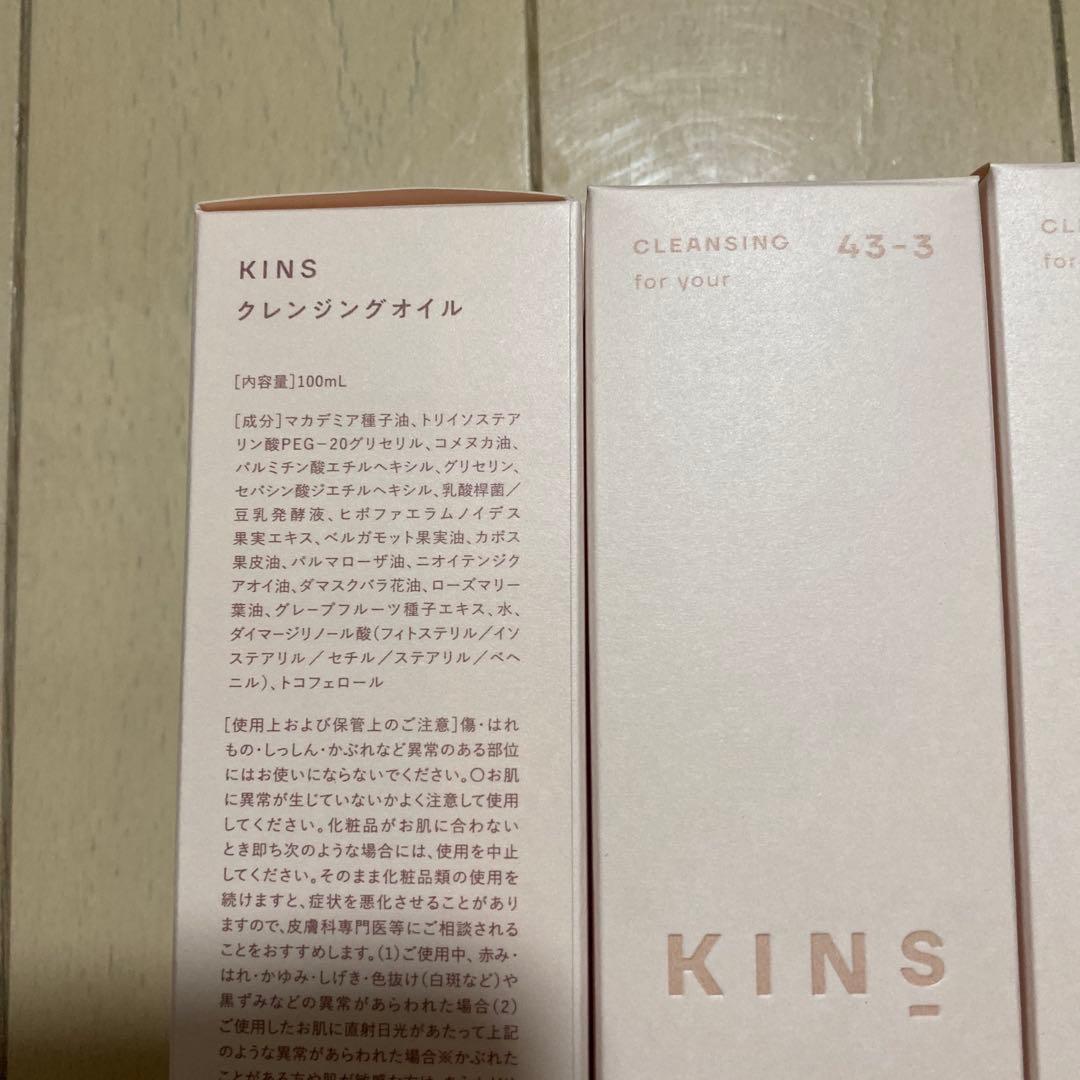 KINS
クレンジングオイル
[内容量]100mL
[成分]マカデミア種子油、トリイソステア
リン酸PEG－20グリセリル、コメヌカ油、
パルミチン酸エチルヘキシル、グリセリン、
セバシン酸ジエチルヘキシル、乳酸桿菌／
豆乳発酵液、ヒポファエラムノイデス
果実エキス、ベルガモット果実油、カボス
果皮油、パルマローザ油、ニオイテンジク
アオイ油、ダマスクバラ花油、ローズマリー
葉油、グレープフルーツ種子エキス、水、
ダイマージリノール酸(フィトステリル／イソ
ステアリル／セチル／ステアリル／ベヘ
ニル)、トコフェロール
[使用上および保管上のご注意]傷・はれ
もの・しっしん・かぶれなど異常のある部位
にはお使いにならないでください。〇お肌
に異常が生じていないかよく注意して使用
してください。化粧品がお肌に合わない
とき即ち次のような場合には、使用を中止
してください。そのまま化粧品類の使用を
続けますと、症状を悪化させることがあり
ますので、皮膚科専門医等にご相談される
ことをおすすめします。(1)ご使用中、赤み・
はれ・かゆみ・しげき・色抜け(白斑など)や
黒ずみなどの異常があらわれた場合(2)
ご使用したお肌に直射日光があたって上記
のような異常があらわれた場合※かぶれた
CLEANSING 43-3
for your
KINS
CL
for